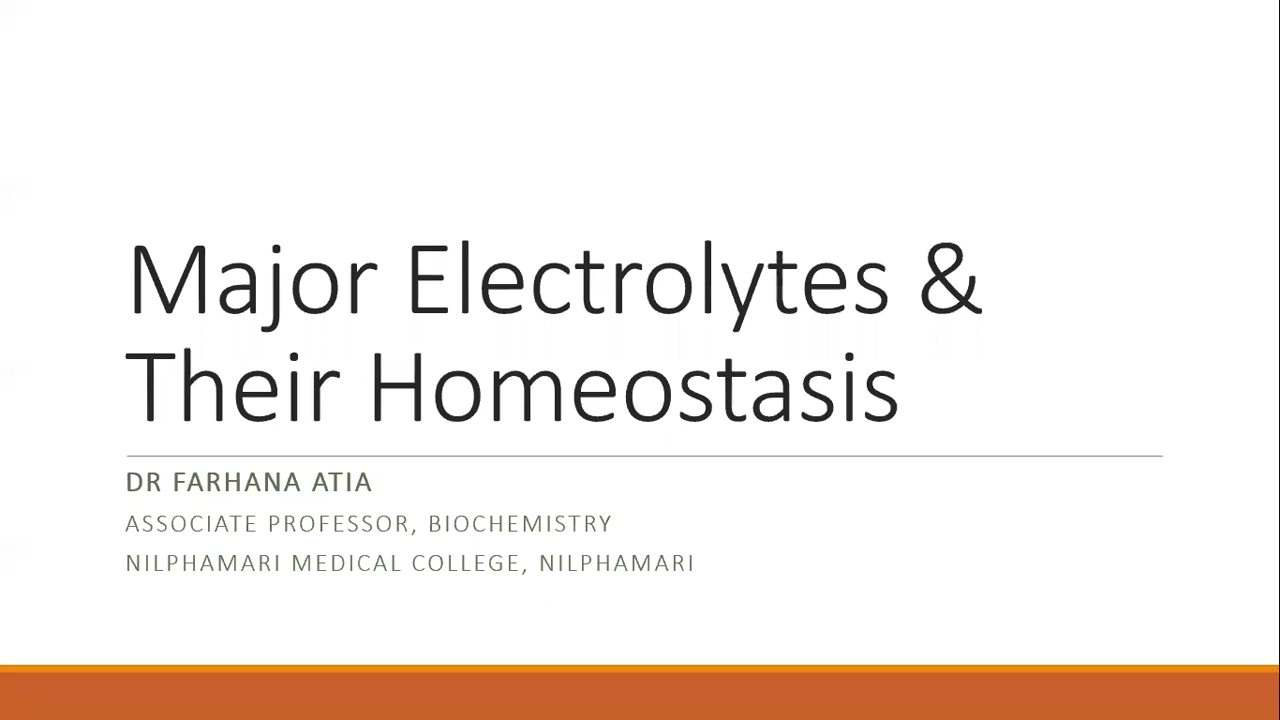 Major Electrolytes &
Their Homeostasis
DR FARHANA ATIA
ASSOCIATE PROFESSOR, BIOCHEMISTRY
NILPHAMARI MEDICAL COLLEGE, NILPHAMARI